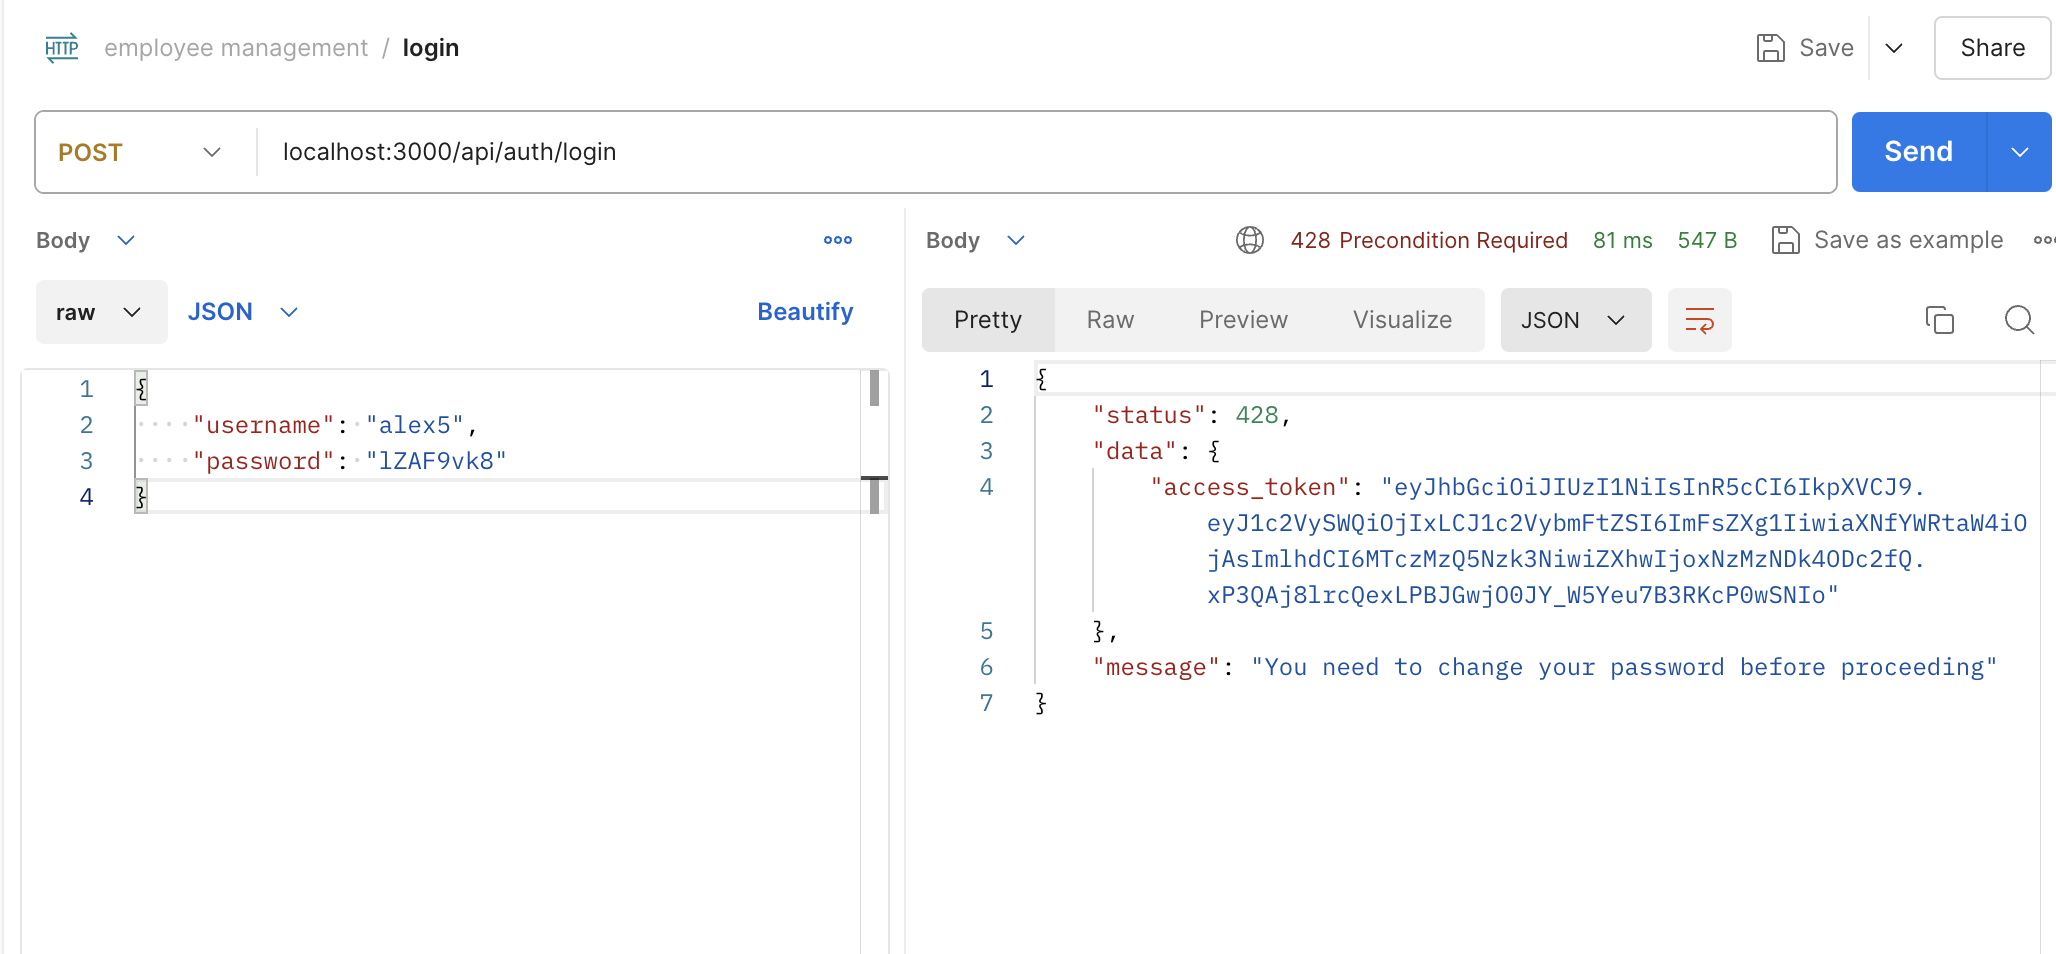 HTTP employee management / login
Save
Share
POST
localhost:3000/api/auth/login
Send
Body
raw
JSON
Beautify
1 {
2 "username": "alex5",
3 "password": "lZAF9vk8"
4 }
Body
428 Precondition Required 81 ms 547 B Save as example
Pretty Raw Preview Visualize JSON
1 {
2 "status": 428,
3 "data": {
4 "access_token": "eyJhbGciOiJIUzI1NiIsInR5cCI6IkpXVCJ9.
eyJ1c2VySWQiOjIxLCJ1c2VybmFtZSI6ImFsZXg1IiwiaXNfYWRtaW4iO
jAsImlhdCI6MTczMzQ5Nzk3NiwiZXhwIjoxNzMzNDk4ODc2fQ.
xP3QAj8lrcQexLPBJGwjO0JY_W5Yeu7B3RKcP0wSNIo"
5 },
6 "message": "You need to change your password before proceeding"
7 }